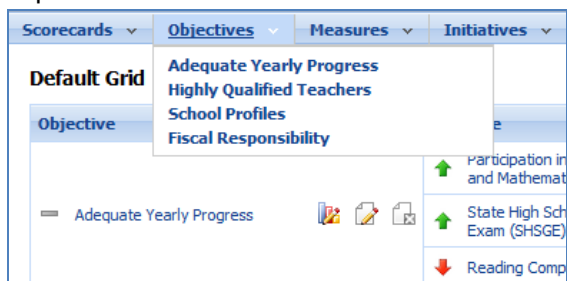 Scorecards Objectives Measures Initiatives
Adequate Yearly Progress
Highly Qualified Teachers
School Profiles
Fiscal Responsibility
Default Grid
Objective
Adequate Yearly Progress
Participation in
and Mathemat
State High Sch
Exam (SHSGE)
Reading Comp